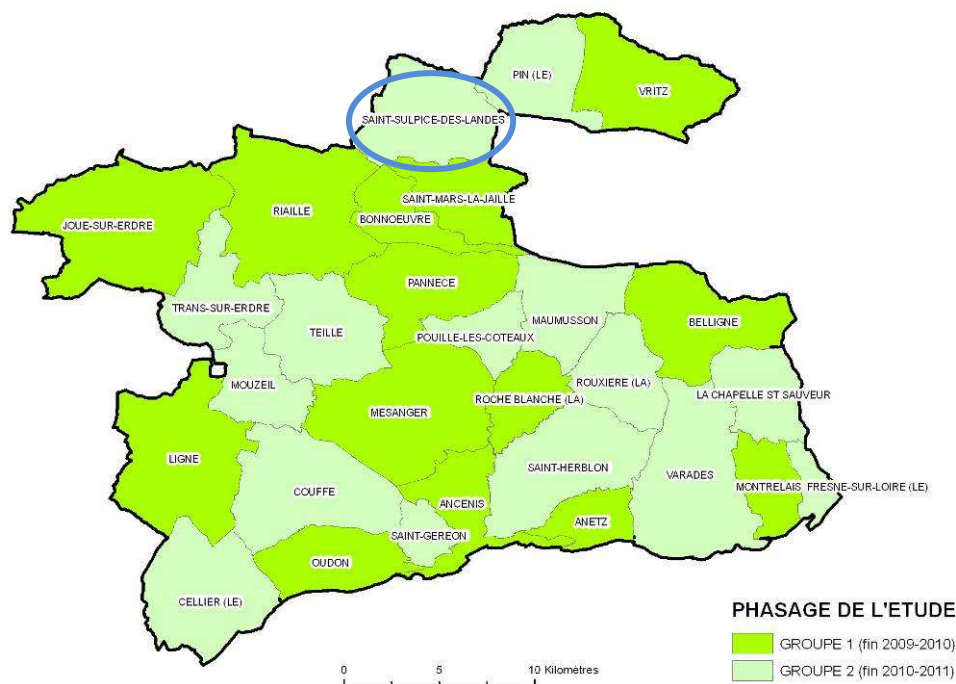 PIN (LE)
VRITZ
SAINT-SULPICE-DES-LANDES
SAINT-MARS-LA-JAILLE
RIAILLE
BONNOEUVRE
JOUE-SUR-ERDRE
PANNECE
TRANS-SUR-ERDRE
MAUMUSSON
BELLIGNE
TEILLE
POUILLE-LES-COTEAUX
MOUZEIL
ROUXIERE (LA)
LA CHAPELLE ST SAUVEUR
MESANGER
ROCHE BLANCHE (LA)
LIGNE
SAINT-HERBLON
VARADES
COUFFE
MONTRELAIS
FRESNE-SUR-LOIRE (LE)
ANCENIS
ANETZ
SAINT-GEREON
OUDON
CELLIER (LE)
PHASAGE DE L'ETUDE
GROUPE 1 (fin 2009-2010)
GROUPE 2 (fin 2010-2011)
0 5 10 Kilomètres